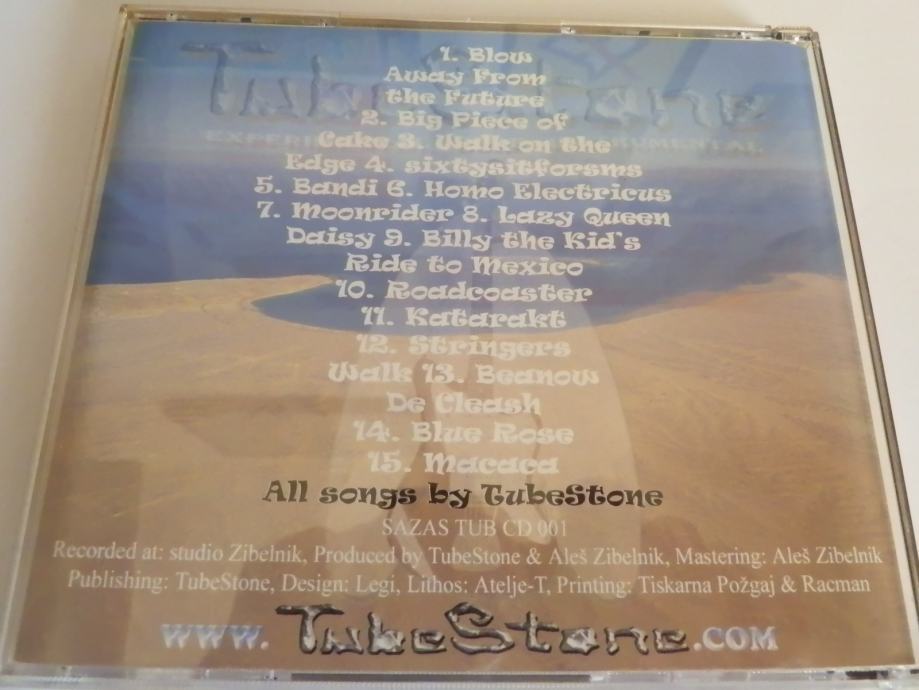 TubeStone
1. Blow
Away From
the Future
2. Big Piece of
Cake 3. Walk on the
Edge 4. sixtysitforsms
5. Bandi 6. Homo Electricus
7. Moonrider 8. Lazy Queen
Daisy 9. Billy the Kid's
Ride to Mexico
10. Roadcoaster
11. Katarakt
12. Stringers
Walk 13. Beanow
De Cleash
14. Blue Rose
15. Macaca
All songs by TubeStone
SAZAS TUB CD 001
Recorded at: studio Zibelnik, Produced by TubeStone & Aleš Zibelnik, Mastering: Aleš Zibelnik
Publishing: TubeStone, Design: Legi, Lithos: Atelje-T, Printing: Tiskarna Požgaj & Racman
www.TubeStone.com